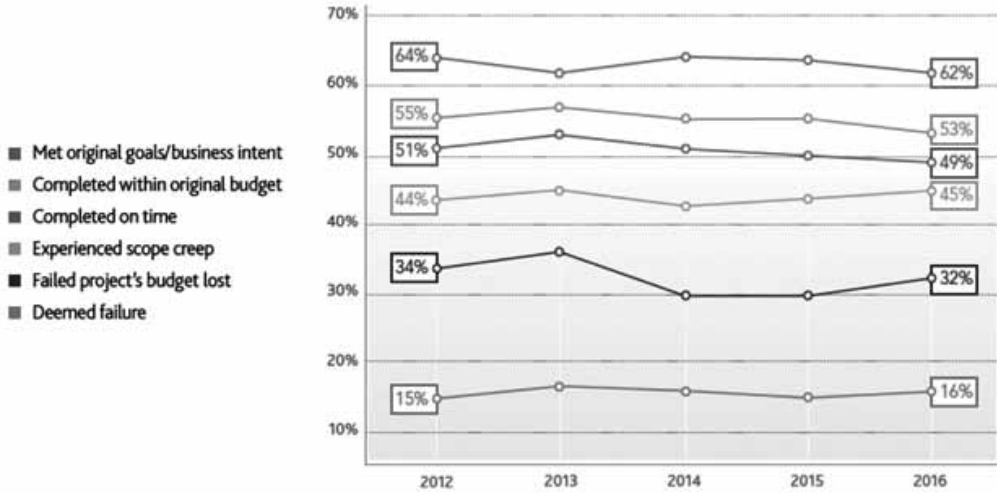 70%
64%
62%
60%
55%
53%
Met original goals/business intent
50%
51%
49%
Completed within original budget
44%
45%
Completed on time
40%
Experienced scope creep
34%
32%
Failed project's budget lost
30%
Deemed failure
20%
15%
16%
10%
2012 2013 2014 2015 2016